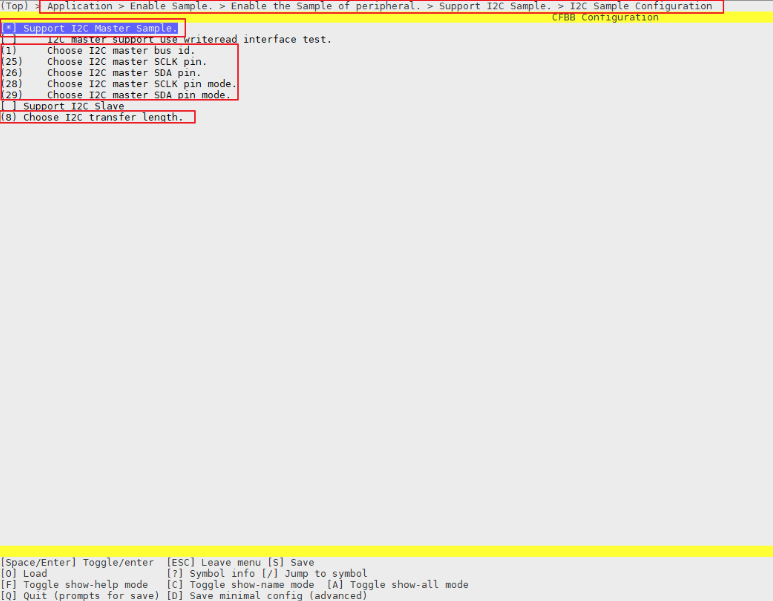 (Top) > Application > Enable Sample. > Enable the Sample of peripheral. > Support I2C Sample. > I2C Sample Configuration
CFBB Configuration
[*] Support I2C Master Sample.
[ ]     I2C master support use writeread interface test.
(1)     Choose I2C master bus id.
(25)    Choose I2C master SCLK pin.
(26)    Choose I2C master SDA pin.
(28)    Choose I2C master SCLK pin mode.
(29)    Choose I2C master SDA pin mode.
[ ] Support I2C Slave
(8) Choose I2C transfer length.
[Space/Enter] Toggle/enter  [ESC] Leave menu [S] Save
[O] Load                    [?] Symbol info [/] Jump to symbol
[F] Toggle show-help mode   [C] Toggle show-name mode  [A] Toggle show-all mode
[Q] Quit (prompts for save) [D] Save minimal config (advanced)